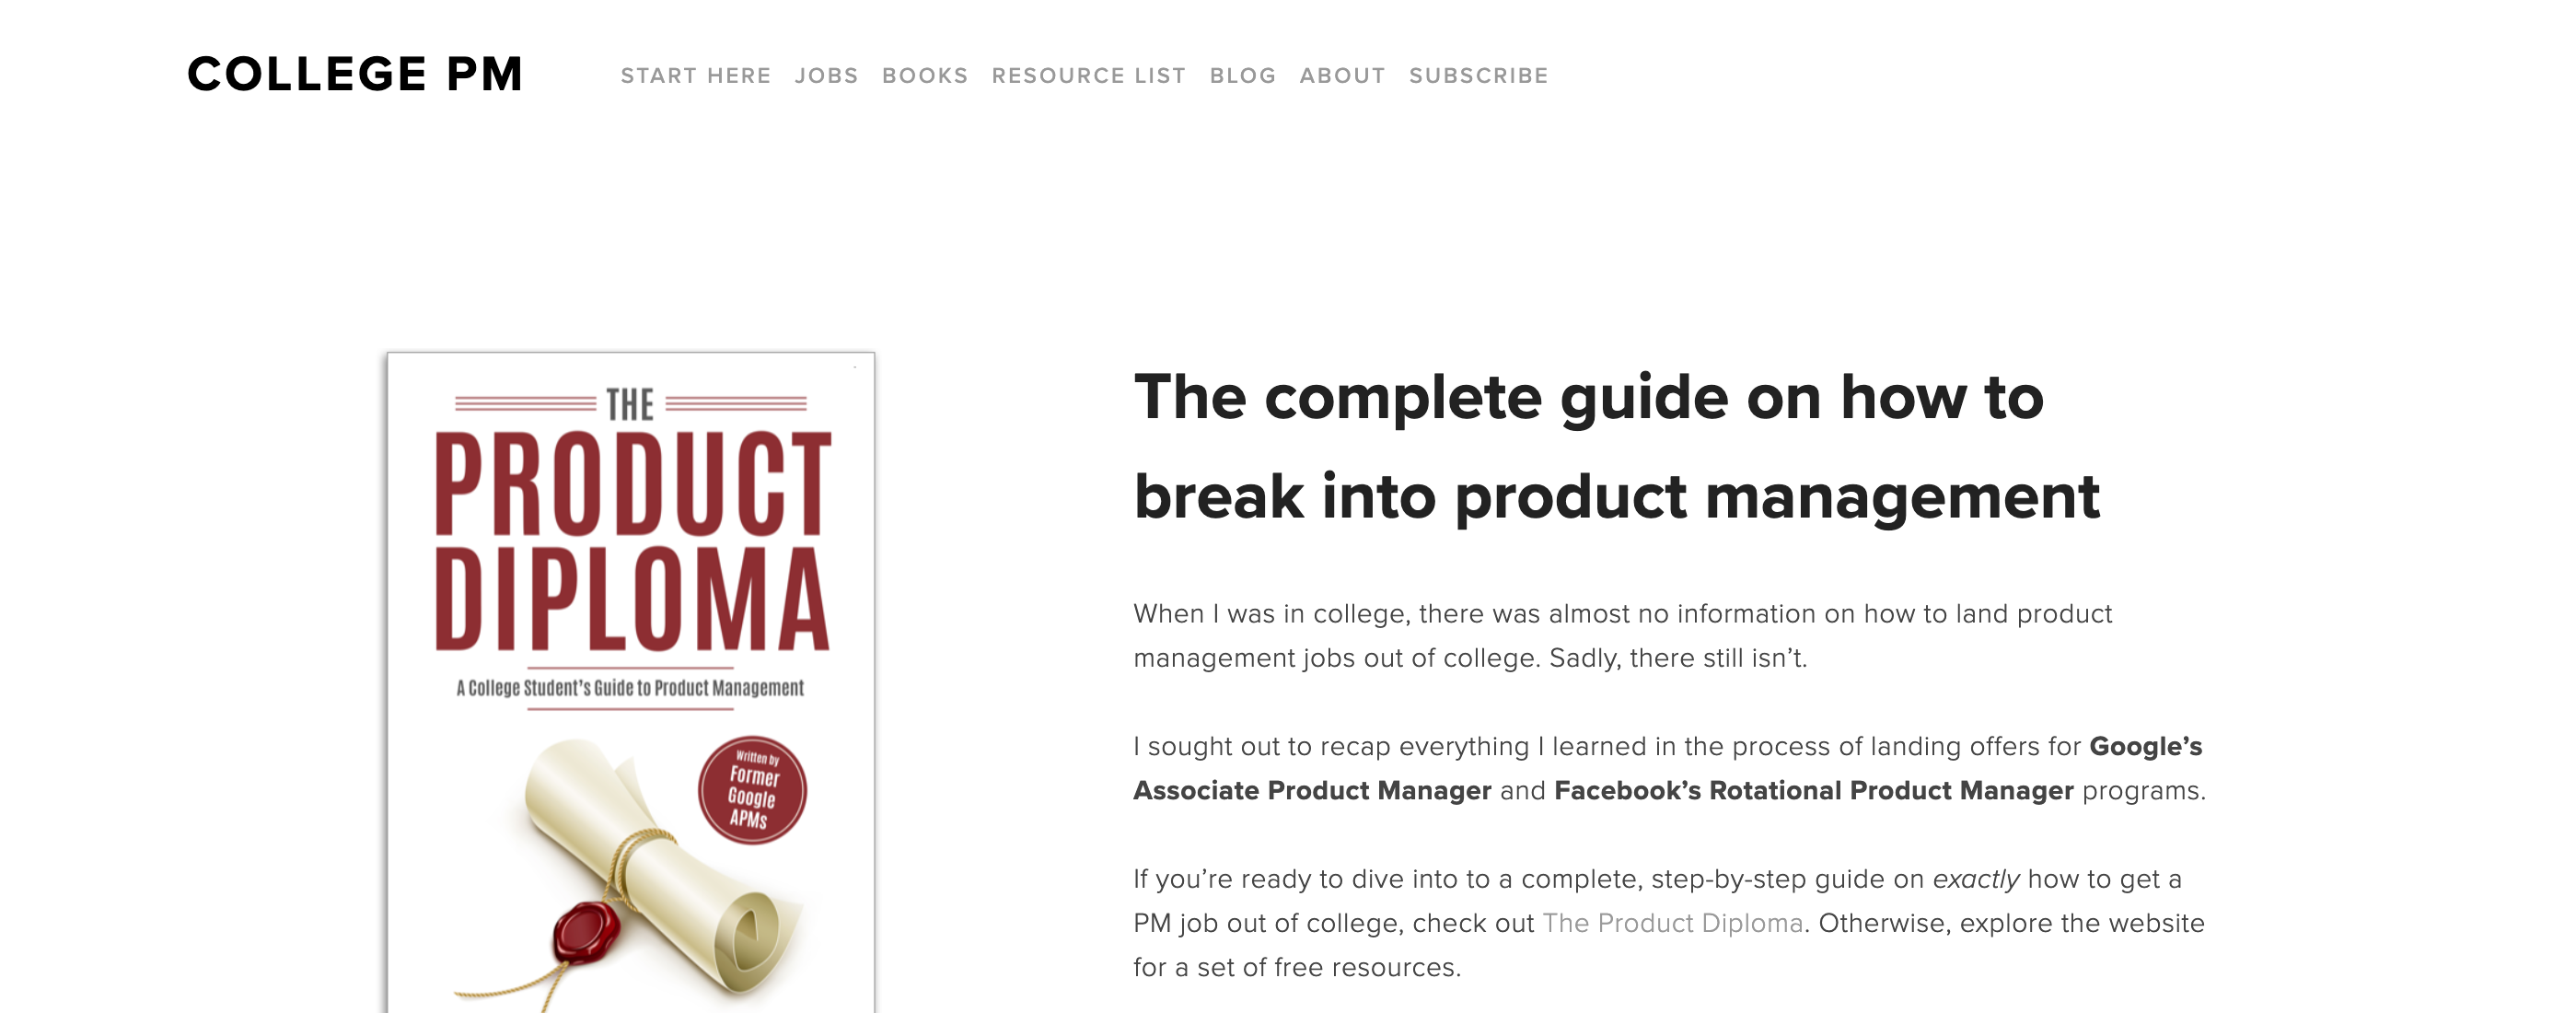 COLLEGE PM
START HERE JOBS BOOKS RESOURCE LIST BLOG ABOUT SUBSCRIBE
THE
PRODUCT
DIPLOMA
A College Student's Guide to Product Management
Written by
Former
Google
APMs
The complete guide on how to
break into product management
When I was in college, there was almost no information on how to land product
management jobs out of college. Sadly, there still isn’t.
I sought out to recap everything I learned in the process of landing offers for Google’s
Associate Product Manager and Facebook’s Rotational Product Manager programs.
If you’re ready to dive into to a complete, step-by-step guide on exactly how to get a
PM job out of college, check out The Product Diploma. Otherwise, explore the website
for a set of free resources.